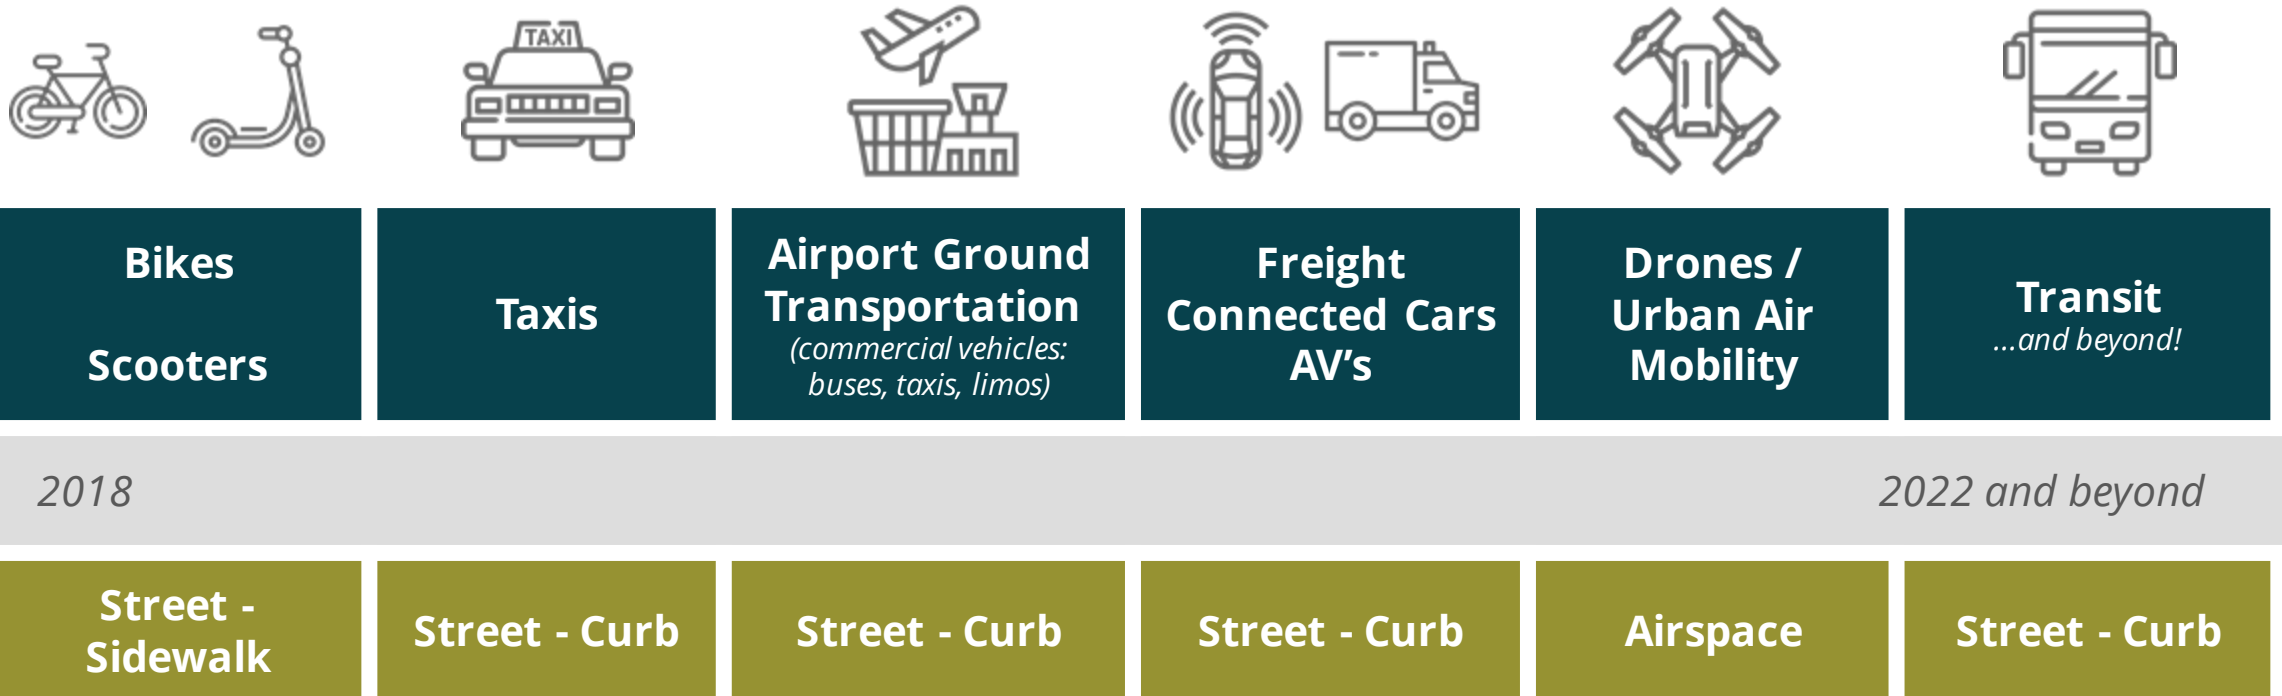 TAXI
Bikes
Scooters
Taxis
Airport Ground
Transportation
(commercial vehicles:
buses, taxis, limos)
Freight
Connected Cars
AV’s
Drones /
Urban Air
Mobility
Transit
...and beyond!
2018
2022 and beyond
Street -
Sidewalk
Street - Curb
Street - Curb
Street - Curb
Airspace
Street - Curb